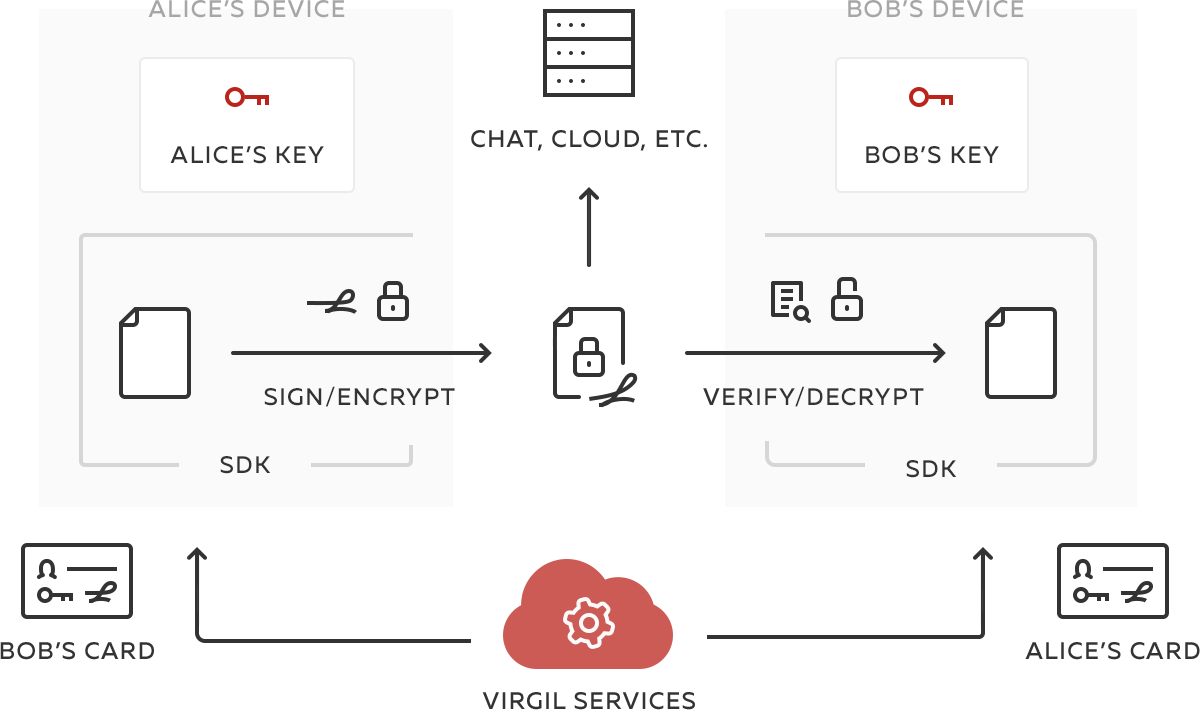 ALICE'S DEVICE
BOB'S DEVICE
ALICE'S KEY
CHAT, CLOUD, ETC.
BOB'S KEY
SIGN/ENCRYPT
VERIFY/DECRYPT
SDK
SDK
BOB'S CARD
ALICE'S CARD
VIRGIL SERVICES